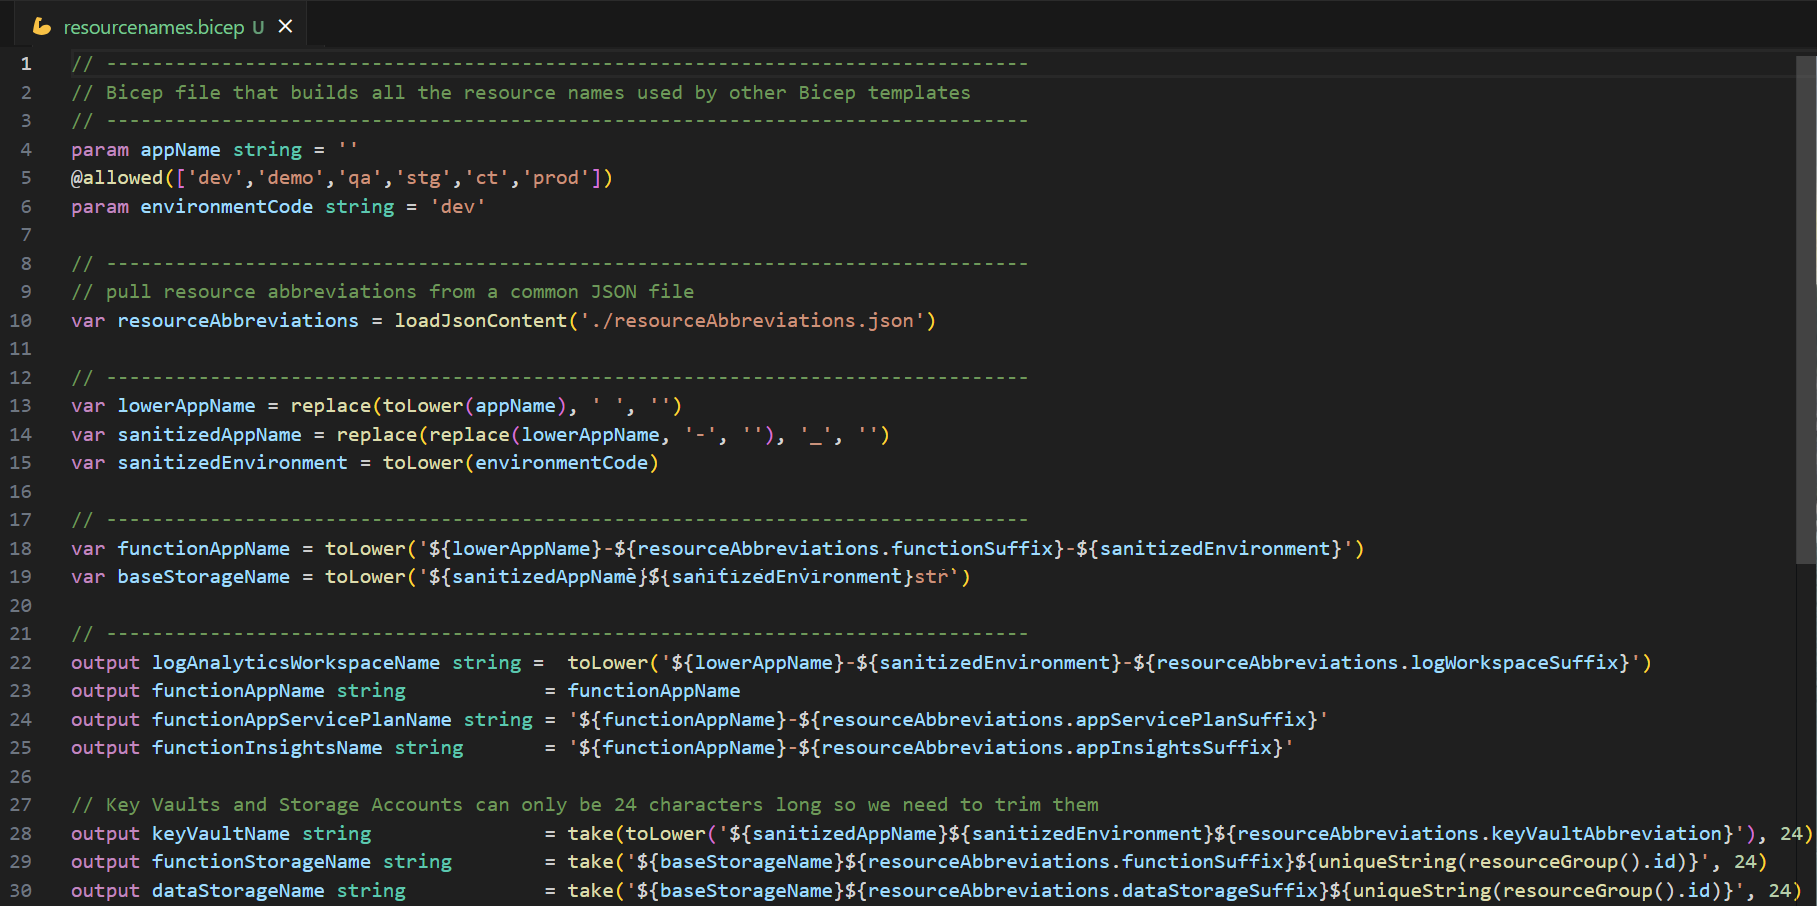 resourcenames.bicep U
1 // --------------------------------------------------------------------------------
2 // Bicep file that builds all the resource names used by other Bicep templates
3 // --------------------------------------------------------------------------------
4 param appName string = ''
5 @allowed(['dev','demo','qa','stg','ct','prod'])
6 param environmentCode string = 'dev'
7
8 // --------------------------------------------------------------------------------
9 // pull resource abbreviations from a common JSON file
10 var resourceAbbreviations = loadJsonContent('./resourceAbbreviations.json')
11
12 // --------------------------------------------------------------------------------
13 var lowerAppName = replace(toLower(appName), ' ', '')
14 var sanitizedAppName = replace(replace(lowerAppName, '-', ''), '_', '')
15 var sanitizedEnvironment = toLower(environmentCode)
16
17 // --------------------------------------------------------------------------------
18 var functionAppName = toLower('${lowerAppName}-${resourceAbbreviations.functionSuffix}-${sanitizedEnvironment}')
19 var baseStorageName = toLower('${sanitizedAppName}${sanitizedEnvironment}str')
20
21 // --------------------------------------------------------------------------------
22 output logAnalyticsWorkspaceName string =  toLower('${lowerAppName}-${sanitizedEnvironment}-${resourceAbbreviations.logWorkspaceSuffix}')
23 output functionAppName string            = functionAppName
24 output functionAppServicePlanName string = '${functionAppName}-${resourceAbbreviations.appServicePlanSuffix}'
25 output functionInsightsName string       = '${functionAppName}-${resourceAbbreviations.appInsightsSuffix}'
26
27 // Key Vaults and Storage Accounts can only be 24 characters long so we need to trim them
28 output keyVaultName string               = take(toLower('${sanitizedAppName}${sanitizedEnvironment}${resourceAbbreviations.keyVaultAbbreviation}'), 24)
29 output functionStorageName string        = take('${baseStorageName}${resourceAbbreviations.functionSuffix}${uniqueString(resourceGroup().id)}', 24)
30 output dataStorageName string            = take('${baseStorageName}${resourceAbbreviations.dataStorageSuffix}${uniqueString(resourceGroup().id)}', 24)